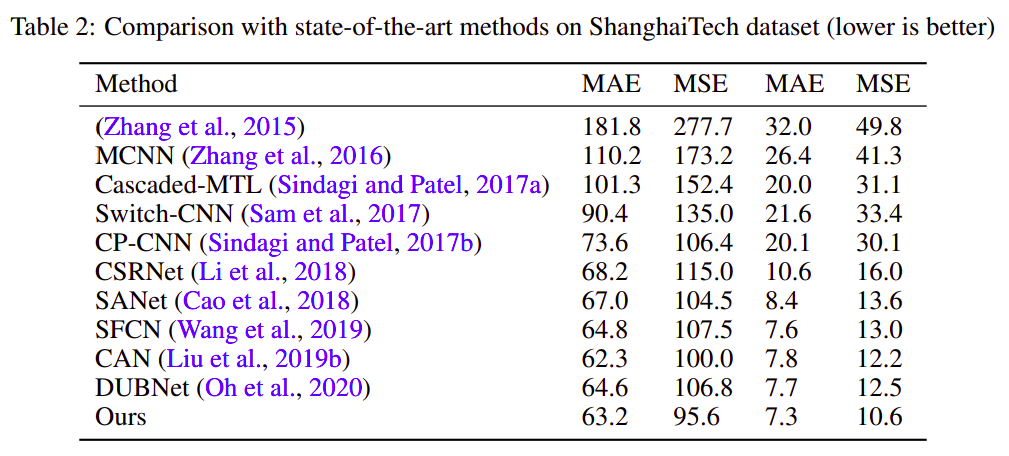 Table 2: Comparison with state-of-the-art methods on ShanghaiTech dataset (lower is better)
Method MAE MSE MAE MSE
(Zhang et al., 2015) 181.8 277.7 32.0 49.8
MCNN (Zhang et al., 2016) 110.2 173.2 26.4 41.3
Cascaded-MTL (Sindagi and Patel, 2017a) 101.3 152.4 20.0 31.1
Switch-CNN (Sam et al., 2017) 90.4 135.0 21.6 33.4
CP-CNN (Sindagi and Patel, 2017b) 73.6 106.4 20.1 30.1
CSRNet (Li et al., 2018) 68.2 115.0 10.6 16.0
SANet (Cao et al., 2018) 67.0 104.5 8.4 13.6
SFCN (Wang et al., 2019) 64.8 107.5 7.6 13.0
CAN (Liu et al., 2019b) 62.3 100.0 7.8 12.2
DUBNet (Oh et al., 2020) 64.6 106.8 7.7 12.5
Ours 63.2 95.6 7.3 10.6